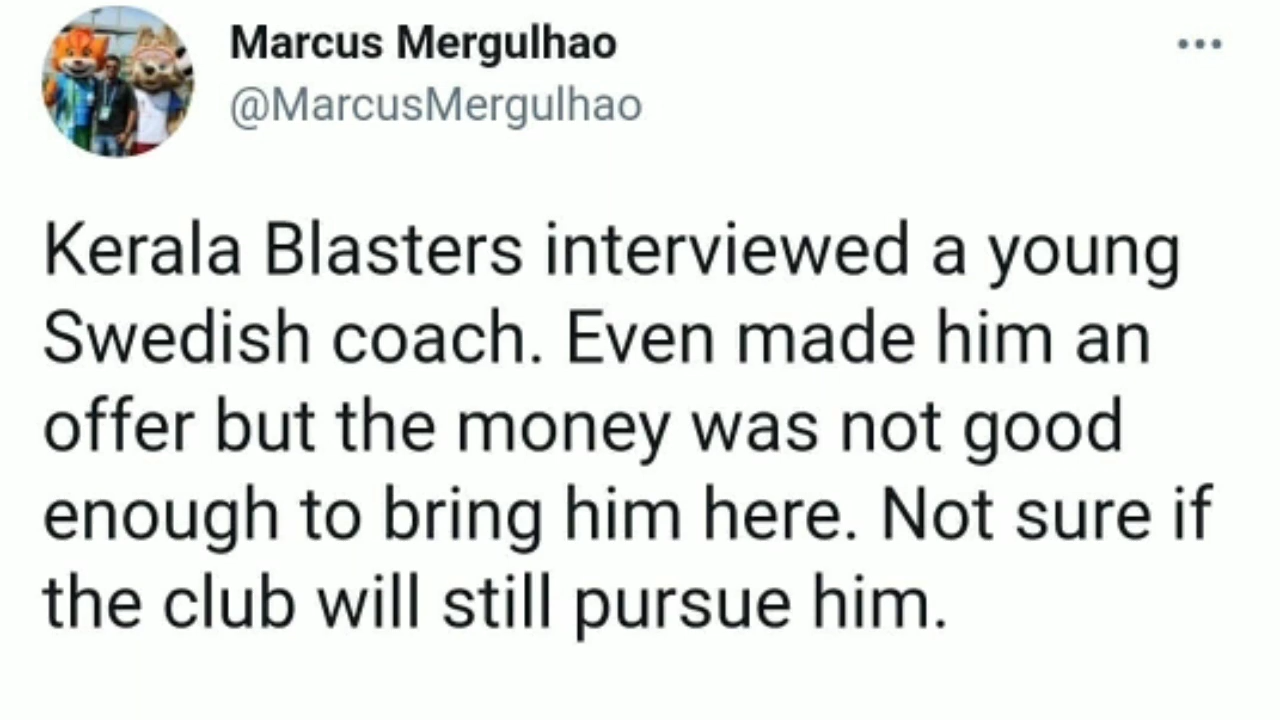 Marcus Mergulhao
@MarcusMergulhao
Kerala Blasters interviewed a young
Swedish coach. Even made him an
offer but the money was not good
enough to bring him here. Not sure if
the club will still pursue him.